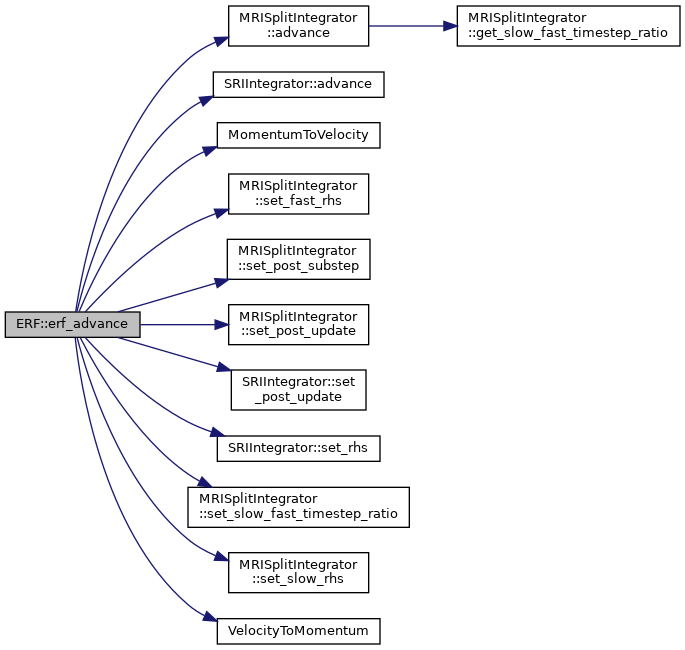 MRISplitIntegrator
::advance
MRISplitIntegrator
::get_slow_fast_timestep_ratio
SRIIntegrator::advance
MomentumToVelocity
MRISplitIntegrator
::set_fast_rhs
MRISplitIntegrator
::set_post_substep
ERF::erf_advance
MRISplitIntegrator
::set_post_update
SRIIntegrator::set
_post_update
SRIIntegrator::set_rhs
MRISplitIntegrator
::set_slow_fast_timestep_ratio
MRISplitIntegrator
::set_slow_rhs
VelocityToMomentum